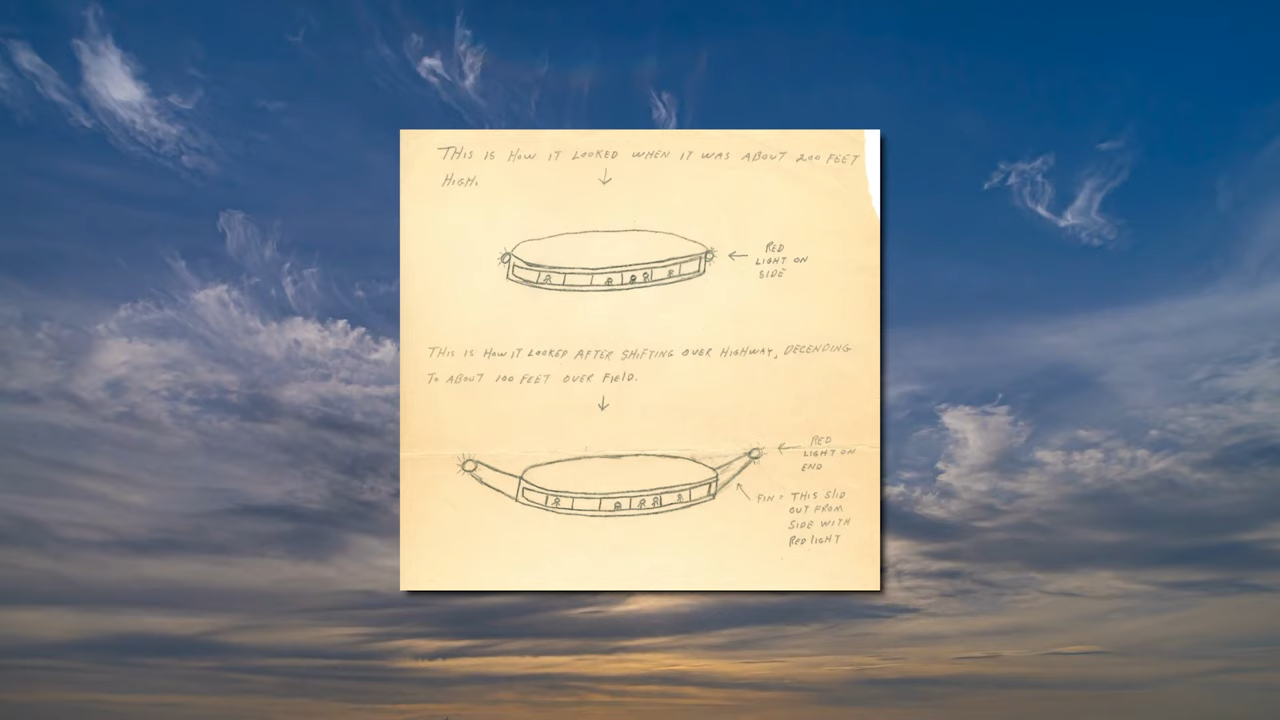 THIS IS HOW IT LOOKED WHEN IT WAS ABOUT 200 FEET
HIGH.
RED
LIGHT ON
SIDE
THIS IS HOW IT LOOKED AFTER SHIFTING OVER HIGHWAY, DECENDING
TO ABOUT 100 FEET OVER FIELD.
RED
LIGHT ON
END
FIN = THIS SLID
OUT FROM
SIDE WITH
RED LIGHT